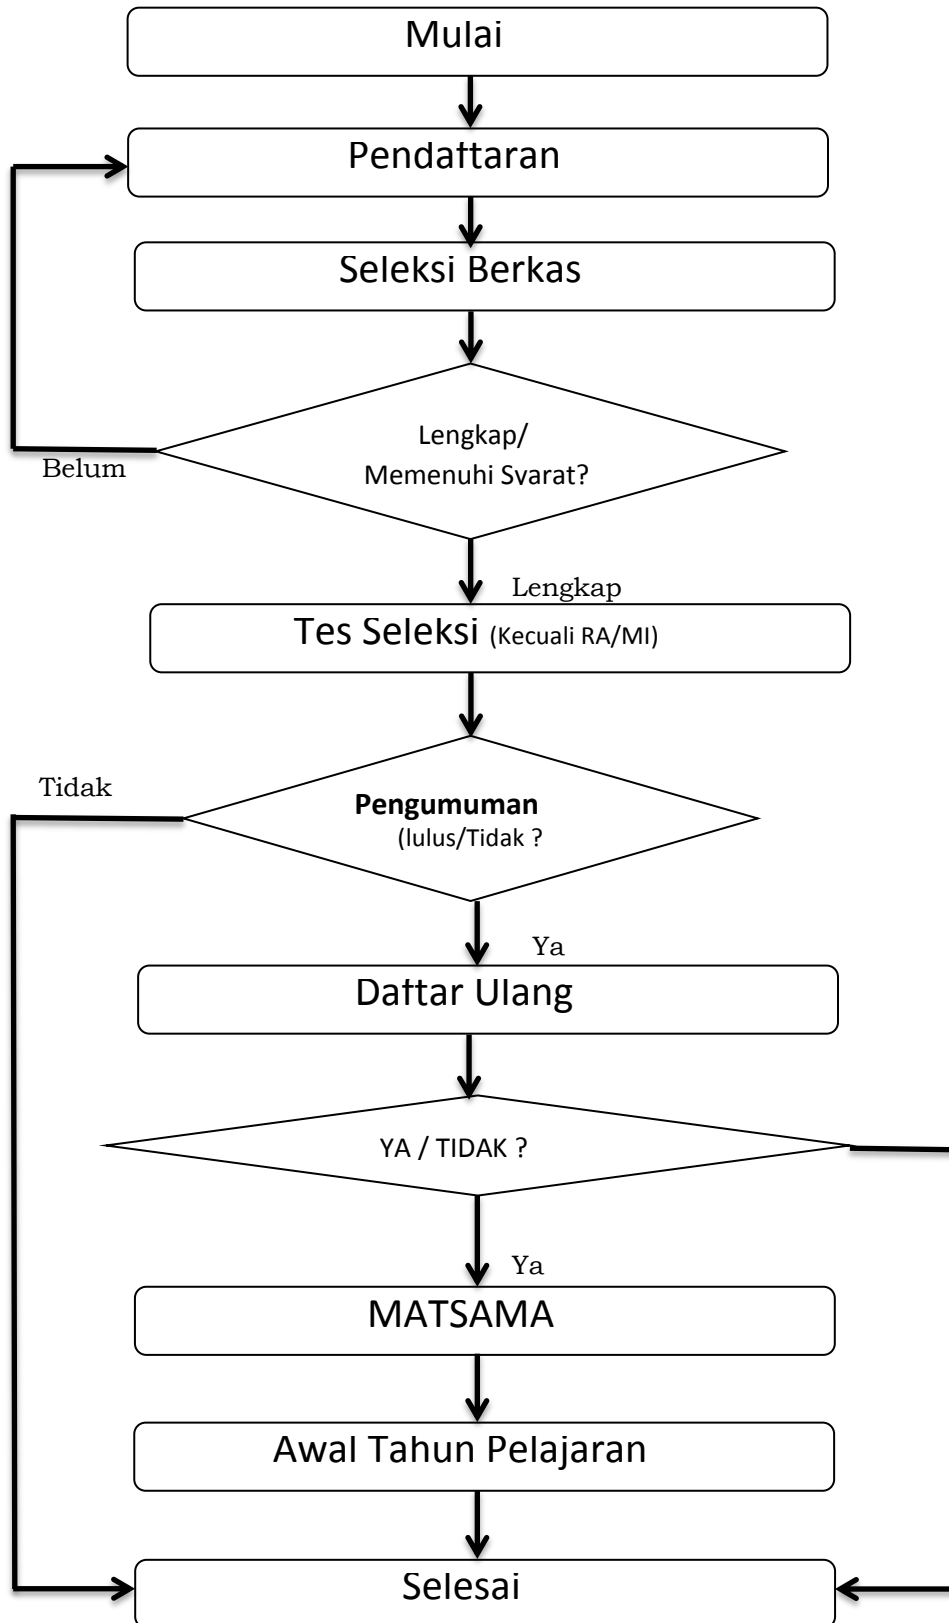 Mulai
Pendaftaran
Seleksi Berkas
Lengkap/
Memenuhi Syarat?
Belum
Lengkap
Tes Seleksi (Kecuali RA/MI)
Tidak
Pengumuman
(lulus/Tidak ?
Ya
Daftar Ulang
YA / TIDAK ?
Ya
MATSAMA
Awal Tahun Pelajaran
Selesai